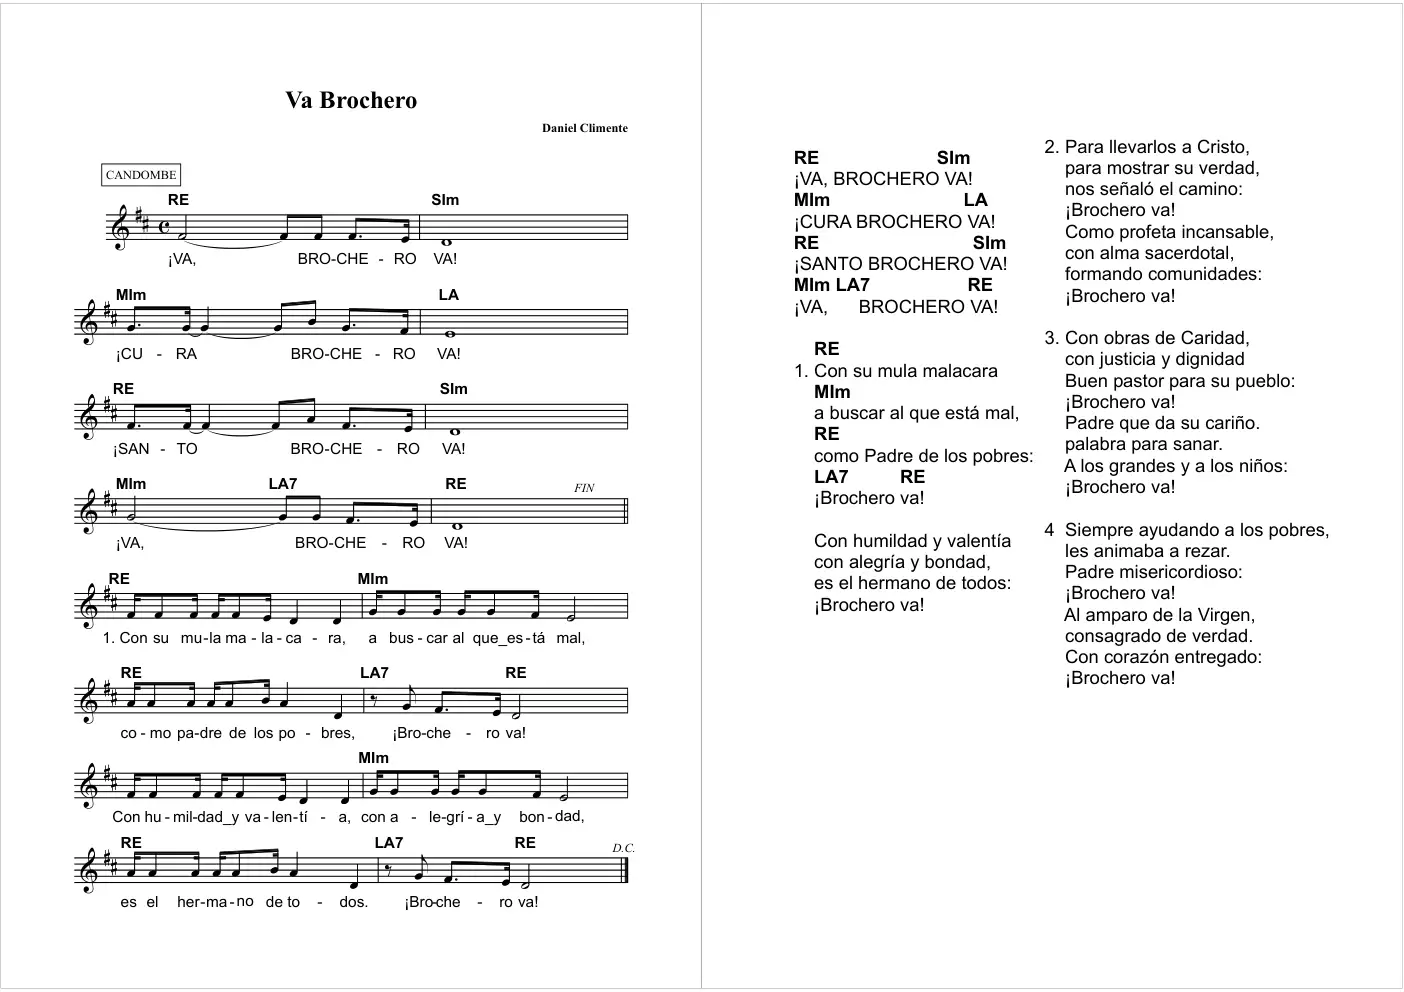 Va Brochero
Daniel Climente
CANDOMBE
RE SIm
¡VA, BRO-CHE - RO VA!
MIm LA
¡CU - RA BRO-CHE - RO VA!
RE SIm
¡SAN - TO BRO-CHE - RO VA!
MIm LA7 RE FIN
¡VA, BRO-CHE - RO VA!
RE MIm
1. Con su mu-la ma - la - ca - ra, a bus - car al que_es - tá mal,
RE LA7 RE
co - mo pa-dre de los po - bres, ¡Bro-che - ro va!
MIm
Con hu - mil-dad_y va - len-tí - a, con a - le-grí - a_y bon - dad,
RE LA7 RE D.C.
es el her-ma-no de to - dos. ¡Bro-che - ro va!
RE SIm
¡VA, BROCHERO VA!
MIm LA
¡CURA BROCHERO VA!
RE SIm
¡SANTO BROCHERO VA!
MIm LA7 RE
¡VA, BROCHERO VA!
RE
1. Con su mula malacara
MIm
a buscar al que está mal,
RE
como Padre de los pobres:
LA7 RE
¡Brochero va!
Con humildad y valentía
con alegría y bondad,
es el hermano de todos:
¡Brochero va!
2. Para llevarlos a Cristo,
para mostrar su verdad,
nos señaló el camino:
¡Brochero va!
Como profeta incansable,
con alma sacerdotal,
formando comunidades:
¡Brochero va!
3. Con obras de Caridad,
con justicia y dignidad
Buen pastor para su pueblo:
¡Brochero va!
Padre que da su cariño.
palabra para sanar.
A los grandes y a los niños:
¡Brochero va!
4 Siempre ayudando a los pobres,
les animaba a rezar.
Padre misericordioso:
¡Brochero va!
Al amparo de la Virgen,
consagrado de verdad.
Con corazón entregado:
¡Brochero va!